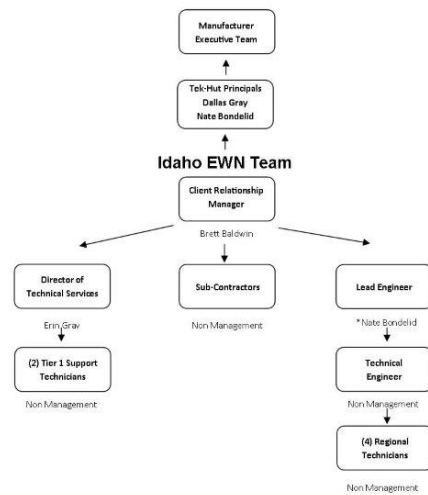 Manufacturer
Executive Team
Tek-Hut Principals
Dallas Gray
Nate Bondelid
Idaho EWN Team
Client Relationship
Manager
Brett Baldwin
Director of
Technical Services
Sub-Contractors
Lead Engineer
Erin Gray
Non Management
*Nate Bondelid
(2) Tier 1 Support
Technicians
Technical
Engineer
Non Management
Non Management
(4) Regional
Technicians
Non Management